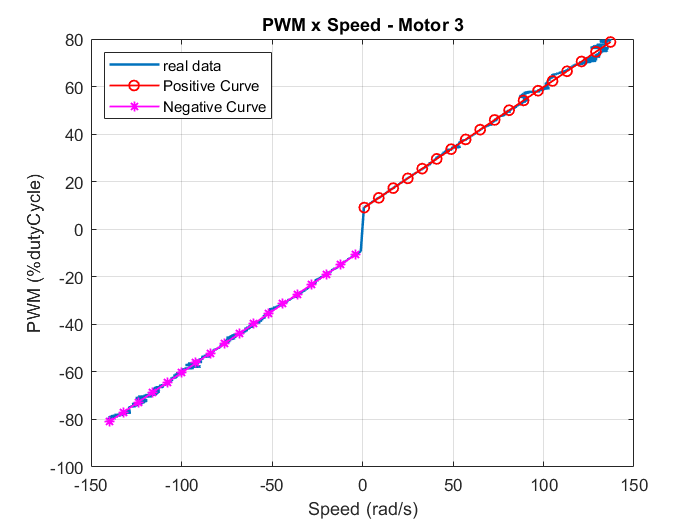 PWM x Speed - Motor 3
real data
Positive Curve
Negative Curve
PWM (%dutyCycle)
80
60
40
20
0
-20
-40
-60
-80
-100
-150
-100
-50
0
50
100
150
Speed (rad/s)